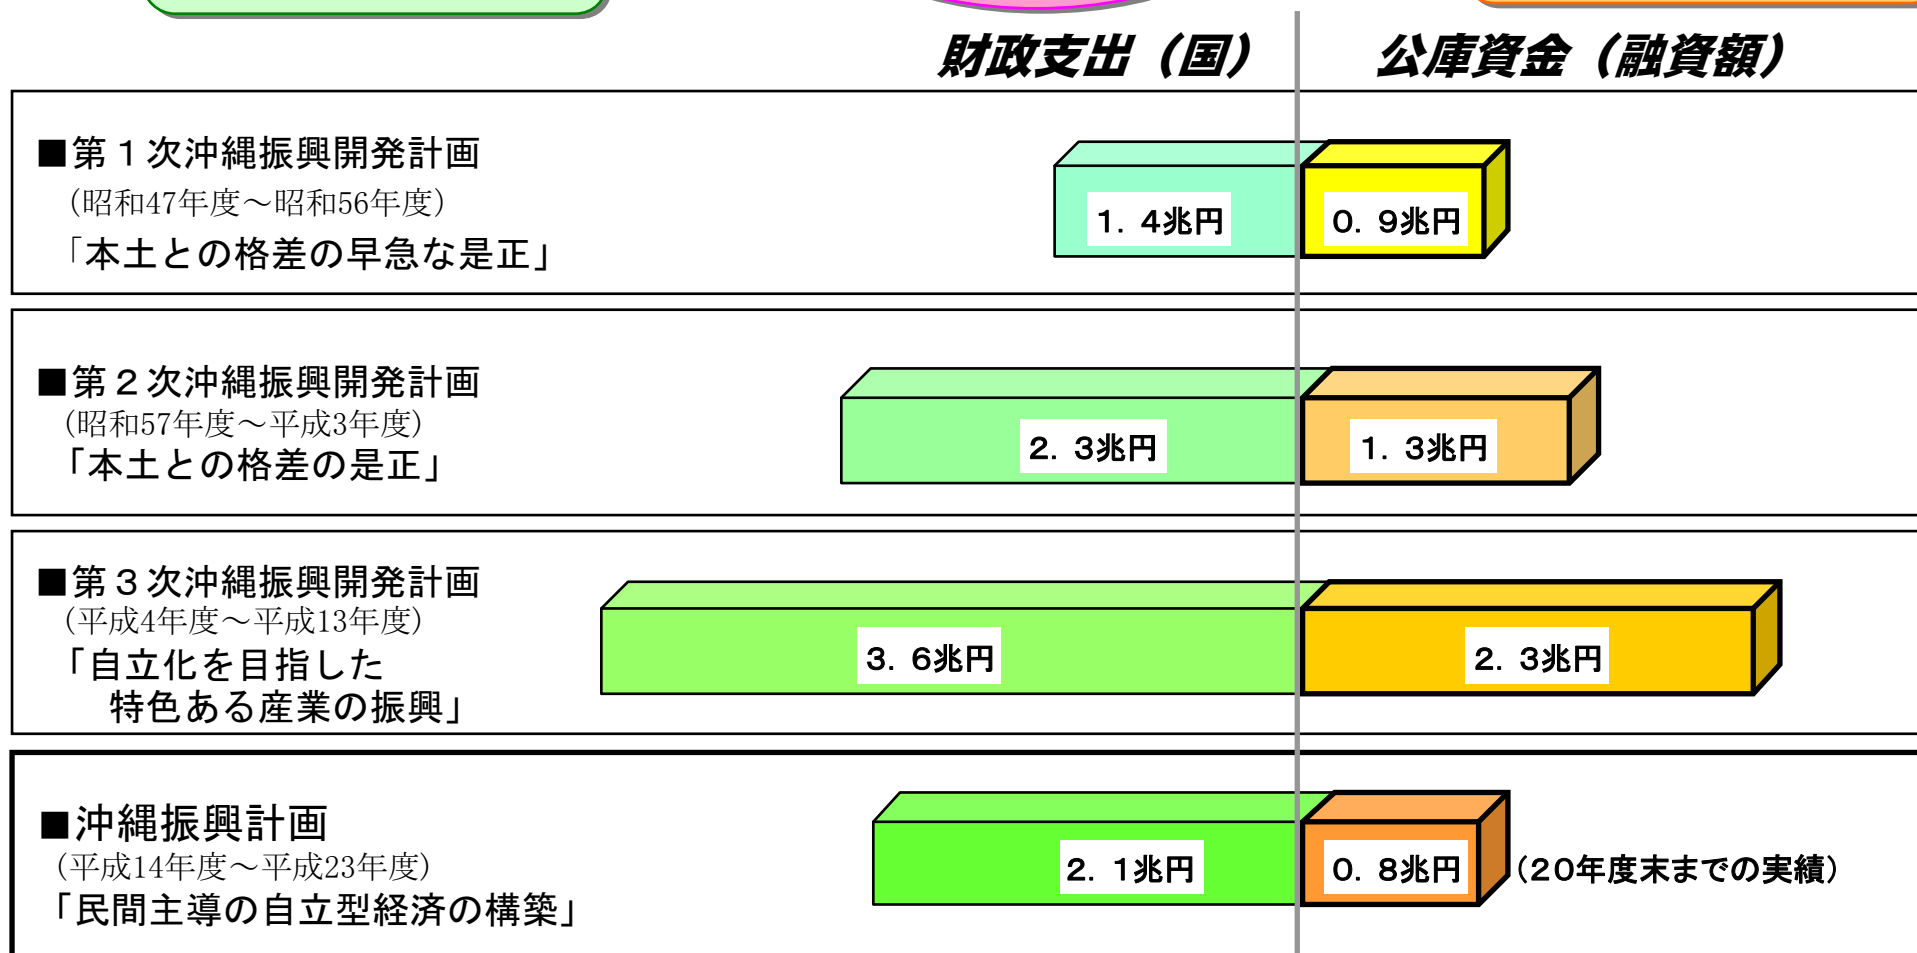 財政支出（国）
公庫資金（融資額）
■第１次沖縄振興開発計画
（昭和47年度～昭和56年度）
「本土との格差の早急な是正」
１．４兆円
０．９兆円
■第２次沖縄振興開発計画
（昭和57年度～平成3年度）
「本土との格差の是正」
２．３兆円
１．３兆円
■第３次沖縄振興開発計画
（平成4年度～平成13年度）
「自立化を目指した
特色ある産業の振興」
３．６兆円
２．３兆円
■沖縄振興計画
（平成14年度～平成23年度）
「民間主導の自立型経済の構築」
２．１兆円
０．８兆円
（２０年度末までの実績）